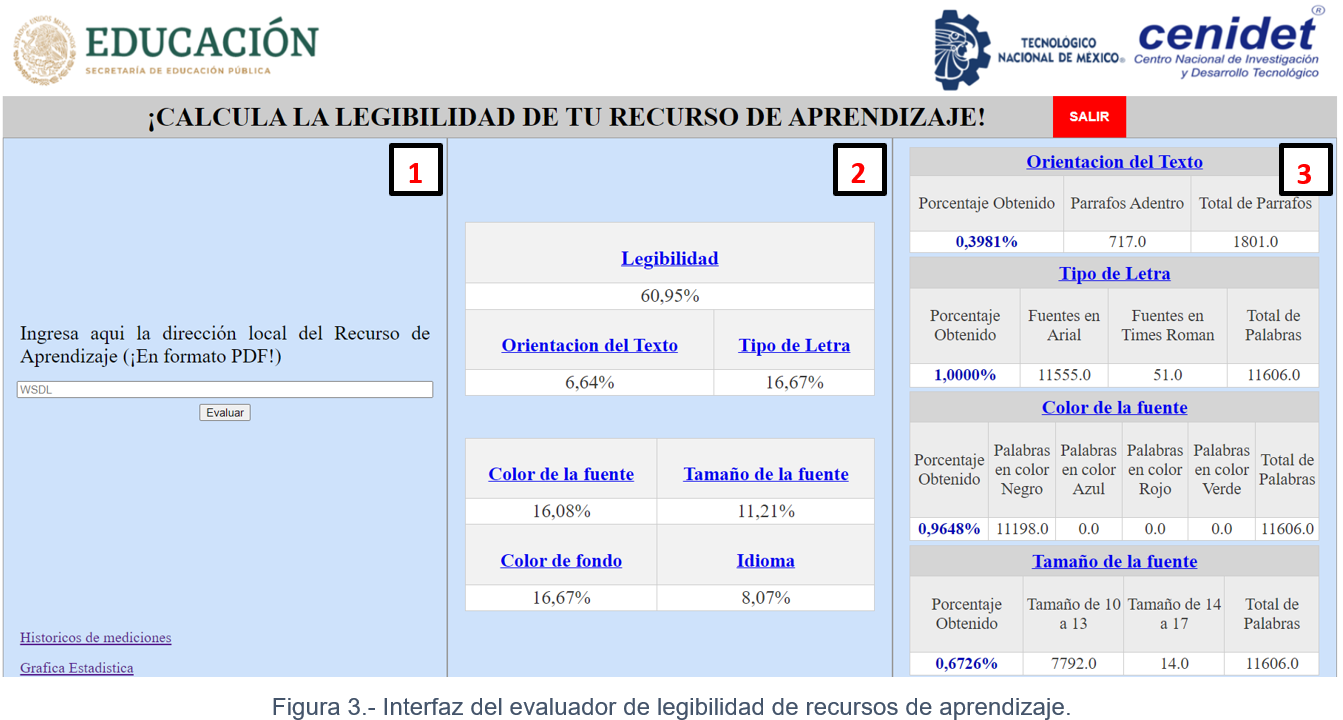 EDUCACIÓN
SECRETARÍA DE EDUCACIÓN PÚBLICA
TECNOLÓGICO
NACIONAL DE MÉXICO®
cenidet®
Centro Nacional de Investigación
y Desarrollo Tecnológico
¡CALCULA LA LEGIBILIDAD DE TU RECURSO DE APRENDIZAJE!
SALIR
1
Ingresa aqui la dirección local del Recurso de
Aprendizaje (¡En formato PDF!)
WSDL
Evaluar
Historicos de mediciones
Grafica Estadistica
2
Legibilidad
60,95%
Orientacion del Texto Tipo de Letra
6,64% 16,67%
Color de la fuente Tamaño de la fuente
16,08% 11,21%
Color de fondo Idioma
16,67% 8,07%
3
Orientacion del Texto
Porcentaje Obtenido Parrafos Adentro Total de Parrafos
0,3981% 717.0 1801.0
Tipo de Letra
Porcentaje Fuentes en Fuentes en Total de
Obtenido Arial Times Roman Palabras
1,0000% 11555.0 51.0 11606.0
Color de la fuente
Palabras Palabras Palabras Palabras
Porcentaje en color en color en color en color Total de
Obtenido Negro Azul Rojo Verde Palabras
0,9648% 11198.0 0.0 0.0 0.0 11606.0
Tamaño de la fuente
Porcentaje Tamaño de 10 Tamaño de 14 Total de
Obtenido a 13 a 17 Palabras
0,6726% 7792.0 14.0 11606.0
Figura 3.- Interfaz del evaluador de legibilidad de recursos de aprendizaje.